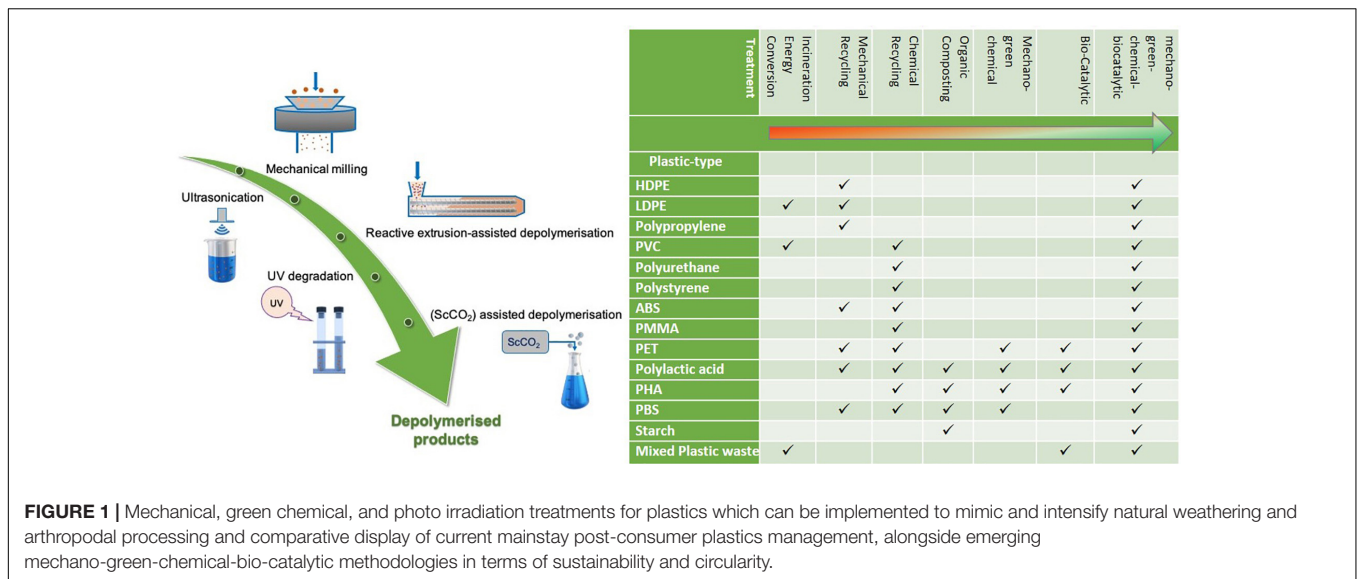 Mechanical milling
Ultrasonication
Reactive extrusion-assisted depolymerisation
UV degradation
UV
(ScCO₂) assisted depolymerisation
ScCO₂
Depolymerised
products
Treatment
Incineration
Energy
Conversion
Mechanical
Recycling
Chemical
Recycling
Organic
Composting
Mechano-
green
chemical
Bio-Catalytic
mechano-
green-
chemical-
biocatalytic
Plastic-type
HDPE ✓ ✓
LDPE ✓ ✓ ✓
Polypropylene ✓ ✓
PVC ✓ ✓ ✓
Polyurethane ✓ ✓
Polystyrene ✓ ✓
ABS ✓ ✓ ✓
PMMA ✓ ✓
PET ✓ ✓ ✓ ✓ ✓
Polylactic acid ✓ ✓ ✓ ✓ ✓ ✓
PHA ✓ ✓ ✓ ✓ ✓
PBS ✓ ✓ ✓ ✓ ✓
Starch ✓ ✓
Mixed Plastic waste ✓ ✓ ✓
FIGURE 1 | Mechanical, green chemical, and photo irradiation treatments for plastics which can be implemented to mimic and intensify natural weathering and
arthropodal processing and comparative display of current mainstay post-consumer plastics management, alongside emerging
mechano-green-chemical-bio-catalytic methodologies in terms of sustainability and circularity.